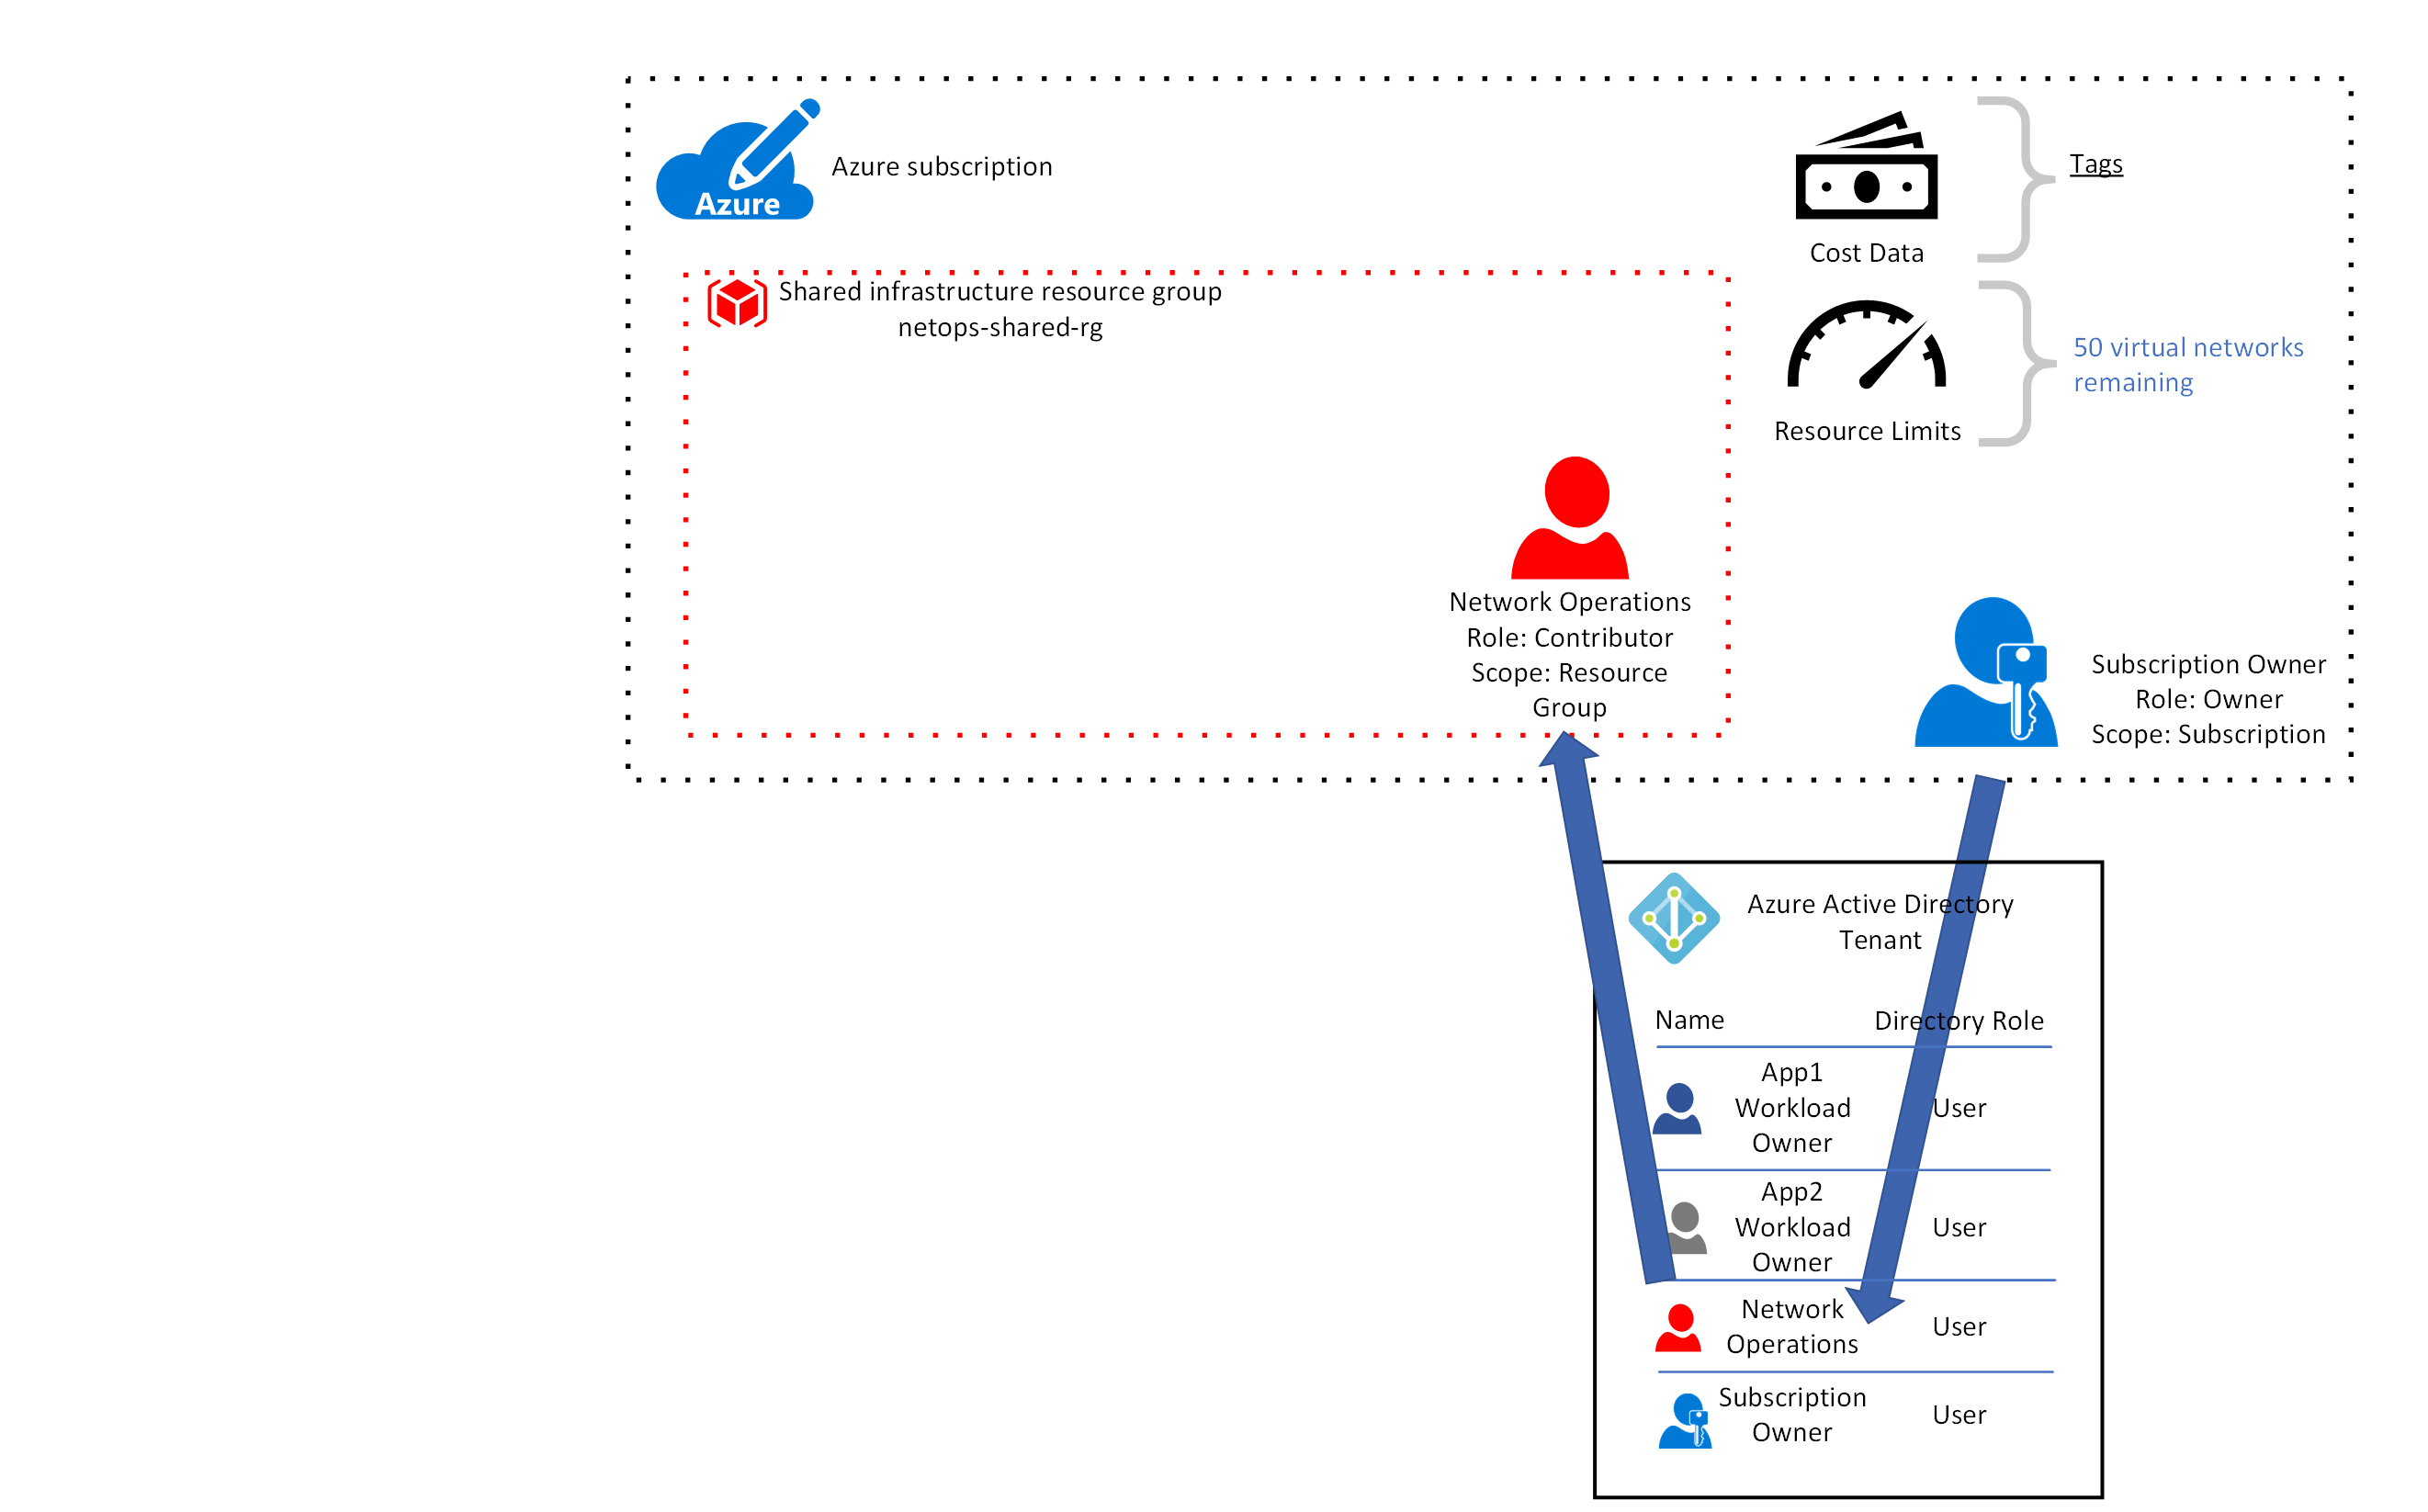 Azure
Azure subscription
Cost Data
Tags
Shared infrastructure resource group
netops-shared-rg
Resource Limits
50 virtual networks
remaining
Network Operations
Role: Contributor
Scope: Resource
Group
Subscription Owner
Role: Owner
Scope: Subscription
Azure Active Directory
Tenant
Name
Directory Role
App1
Workload
Owner
User
App2
Workload
Owner
User
Network
Operations
User
Subscription
Owner
User